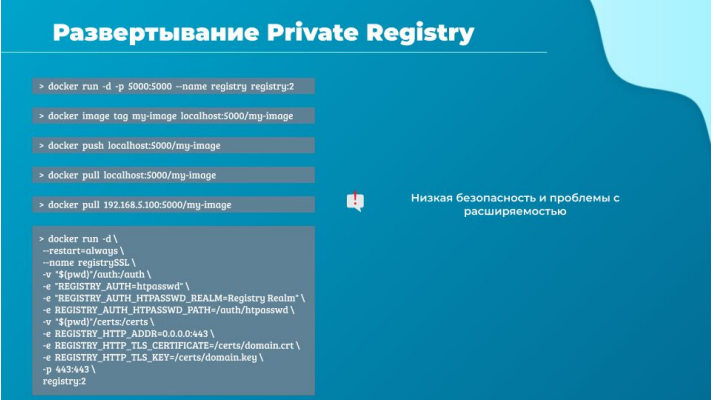 Развертывание Private Registry
> docker run -d -p 5000:5000 --name registry registry:2
> docker image tag my-image localhost:5000/my-image
> docker push localhost:5000/my-image
> docker pull localhost:5000/my-image
> docker pull 192.168.5.100:5000/my-image
Низкая безопасность и проблемы с
расширяемостью
> docker run -d \
--restart=always \
--name registrySSL \
-v "$(pwd)"/auth:/auth \
-e "REGISTRY_AUTH=htpasswd" \
-e "REGISTRY_AUTH_HTPASSWD_REALM=Registry Realm" \
-e REGISTRY_AUTH_HTPASSWD_PATH=/auth/htpasswd \
-v "$(pwd)"/certs:/certs \
-e REGISTRY_HTTP_ADDR=0.0.0.0:443 \
-e REGISTRY_HTTP_TLS_CERTIFICATE=/certs/domain.crt \
-e REGISTRY_HTTP_TLS_KEY=/certs/domain.key \
-p 443:443 \
registry:2